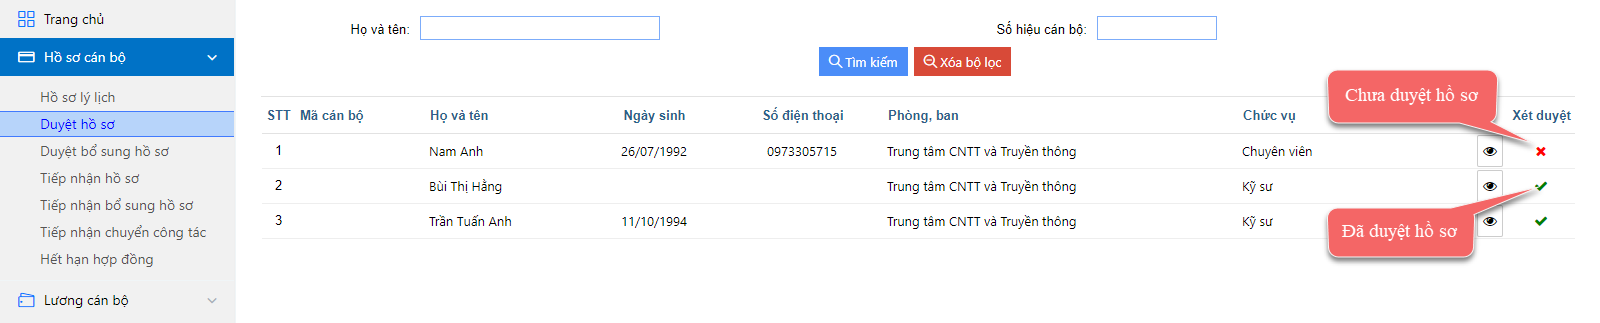 Trang chủ
Hồ sơ cán bộ
Hồ sơ lý lịch
Duyệt hồ sơ
Duyệt bổ sung hồ sơ
Tiếp nhận hồ sơ
Tiếp nhận bổ sung hồ sơ
Tiếp nhận chuyển công tác
Hết hạn hợp đồng
Lương cán bộ
Họ và tên: Số hiệu cán bộ:
Tìm kiếm Xóa bộ lọc
Chưa duyệt hồ sơ
STT Mã cán bộ Họ và tên Ngày sinh Số điện thoại Phòng, ban Chức vụ Xét duyệt
1 Nam Anh 26/07/1992 0973305715 Trung tâm CNTT và Truyền thông Chuyên viên
2 Bùi Thị Hằng Trung tâm CNTT và Truyền thông Kỹ sư
3 Trần Tuấn Anh 11/10/1994 Trung tâm CNTT và Truyền thông Kỹ sư
Đã duyệt hồ sơ